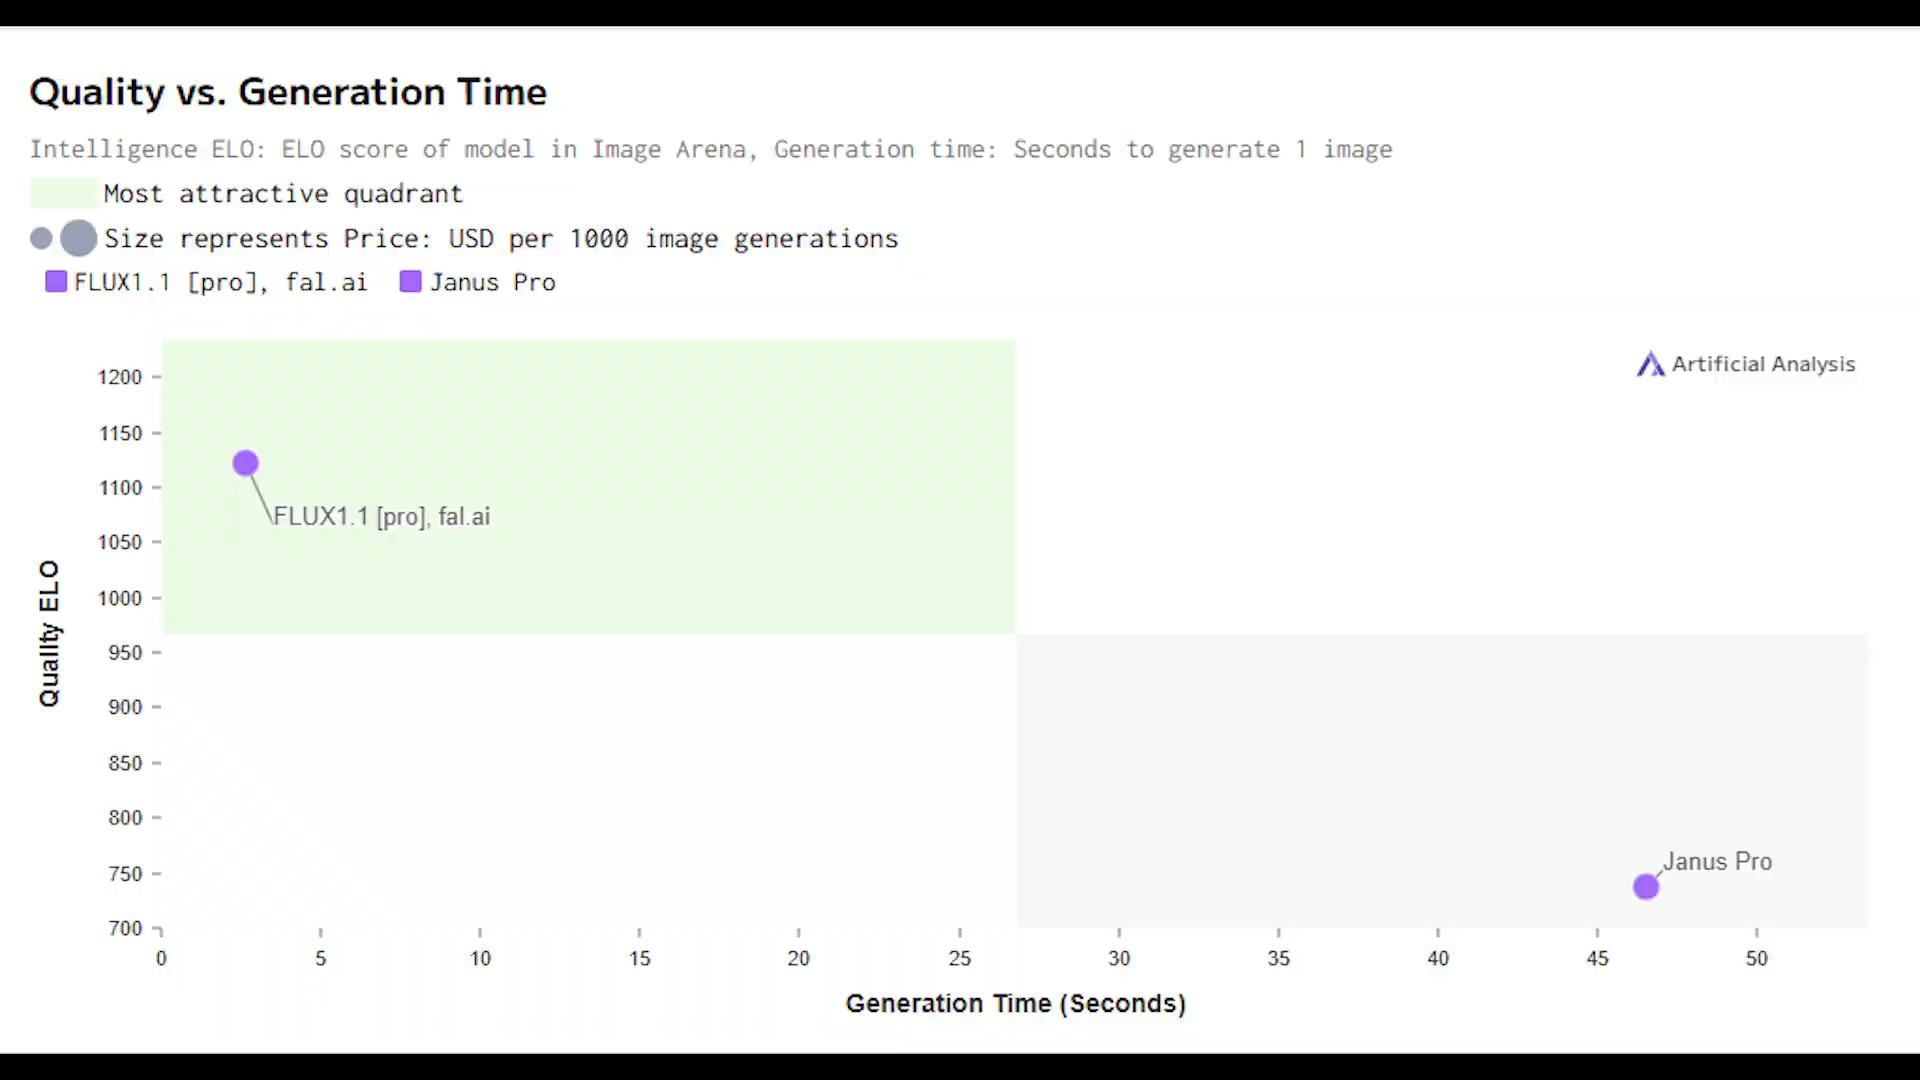 Quality vs. Generation Time
Intelligence ELO: ELO score of model in Image Arena, Generation time: Seconds to generate 1 image
Most attractive quadrant
Size represents Price: USD per 1000 image generations
FLUX1.1 [pro], fal.ai Janus Pro
Artificial Analysis
1200
1150
1100
FLUX1.1 [pro], fal.ai
1050
1000
950
900
850
800
750
700
Quality ELO
Janus Pro
0 5 10 15 20 25 30 35 40 45 50
Generation Time (Seconds)